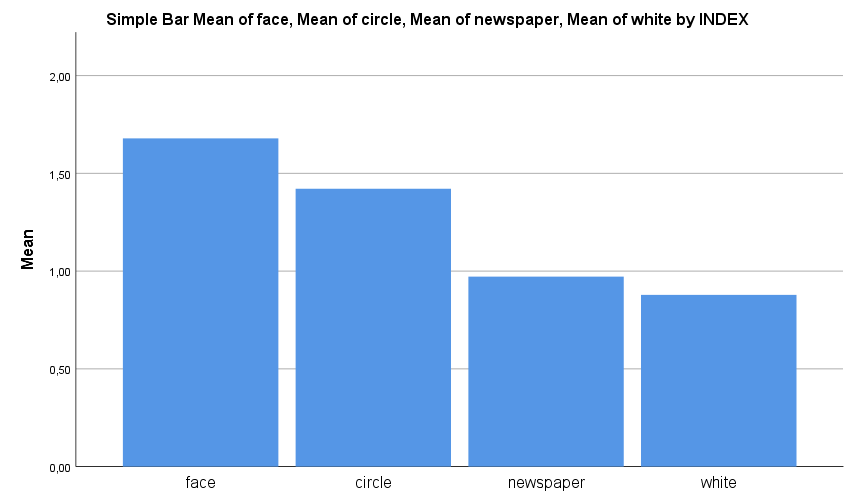 Simple Bar Mean of face, Mean of circle, Mean of newspaper, Mean of white by INDEX
2,00
1,50
1,00
0,50
0,00
Mean
face circle newspaper white